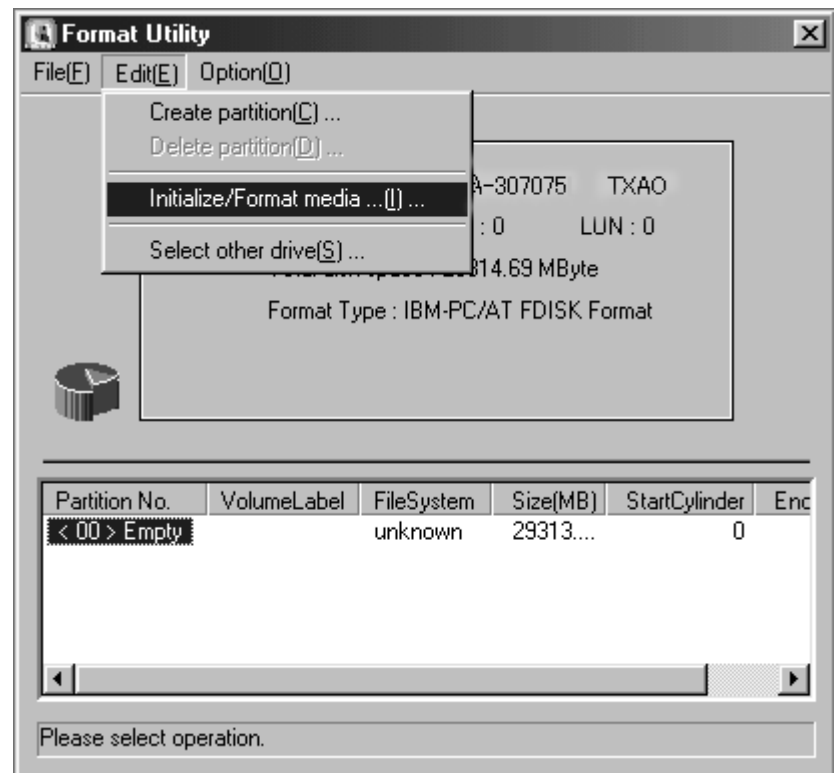 Format Utility
File(F) Edit(E) Option(O)
Create partition(C) ...
Delete partition(D) ...
Initialize/Format media ...(I) ...
Select other drive(S) ...
A-307075 TXAO
: 0 LUN : 0
14.69 MByte
Format Type : IBM-PC/AT FDISK Format
Partition No. VolumeLabel FileSystem Size(MB) StartCylinder Enc
< 00 > Empty unknown 29313.... 0
Please select operation.